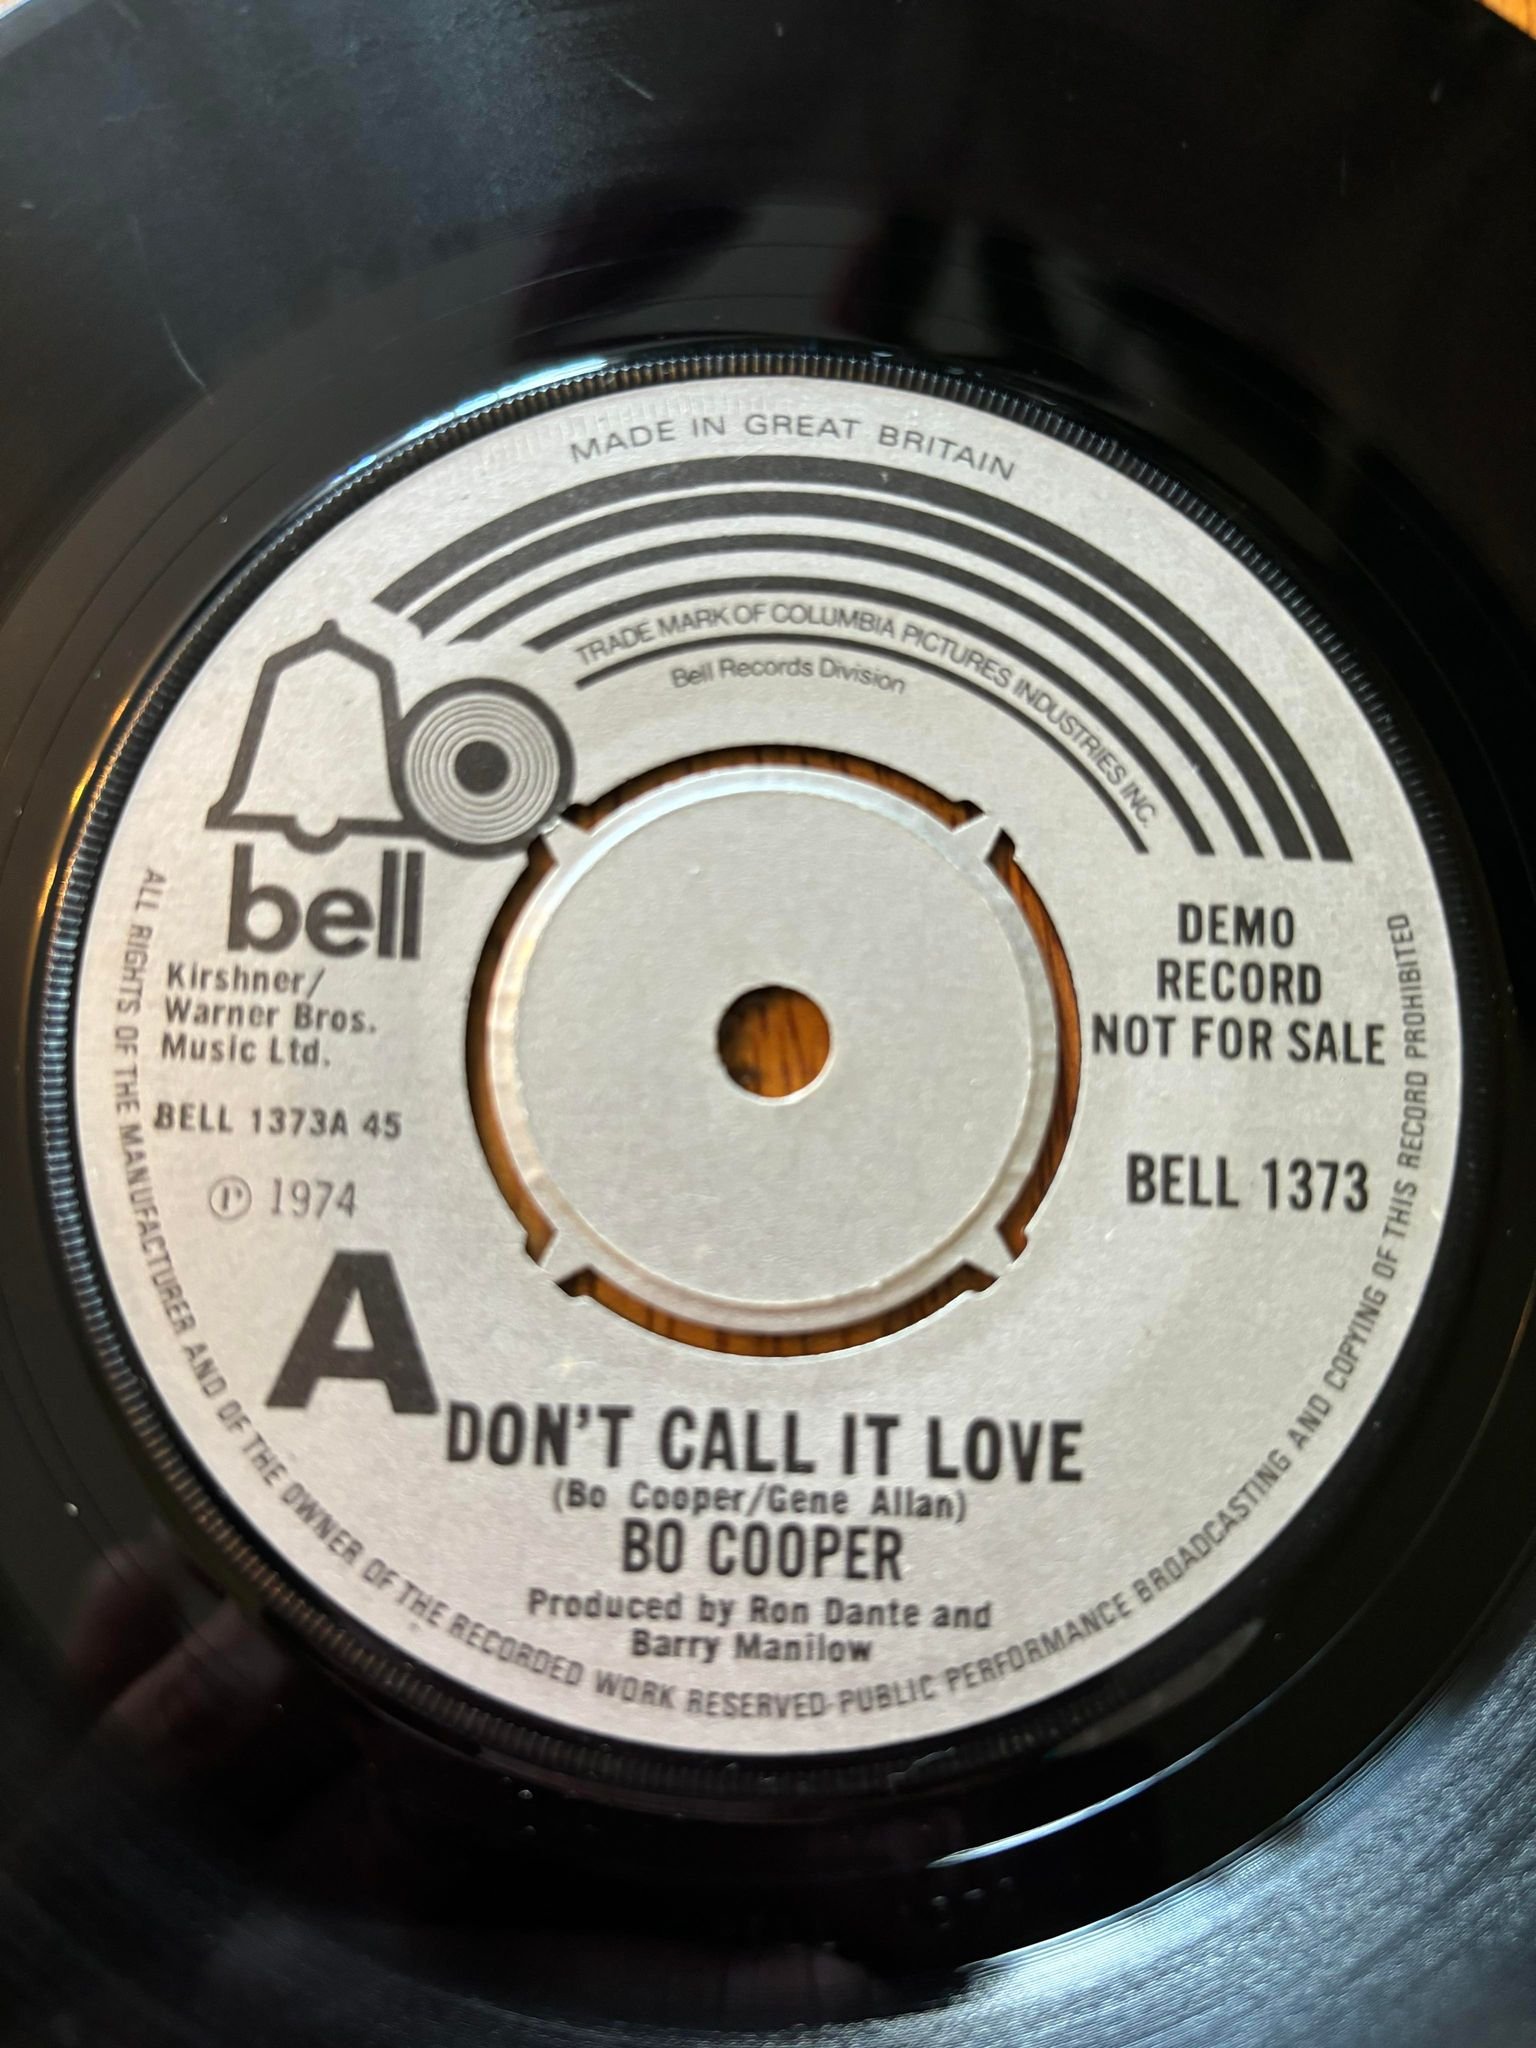 MADE IN GREAT BRITAIN
TRADE MARK OF COLUMBIA PICTURES INDUSTRIES INC.
Bell Records Division
bell
Kirshner/
Warner Bros.
Music Ltd.
BELL 1373A 45
℗ 1974
DEMO
RECORD
NOT FOR SALE
BELL 1373
A
DON'T CALL IT LOVE
(Bo Cooper/Gene Allan)
BO COOPER
Produced by Ron Dante and
Barry Manilow
ALL RIGHTS OF THE MANUFACTURER AND OF THE OWNER OF THE RECORDED WORK RESERVED-PUBLIC PERFORMANCE BROADCASTING AND COPYING OF THIS RECORD PROHIBITED